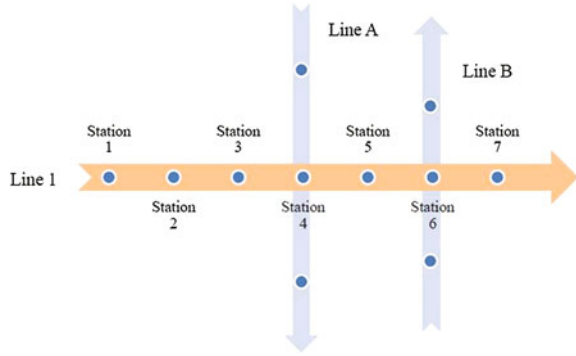 Line A
Line B
Station
1
Station
3
Station
5
Station
7
Line 1
Station
2
Station
4
Station
6